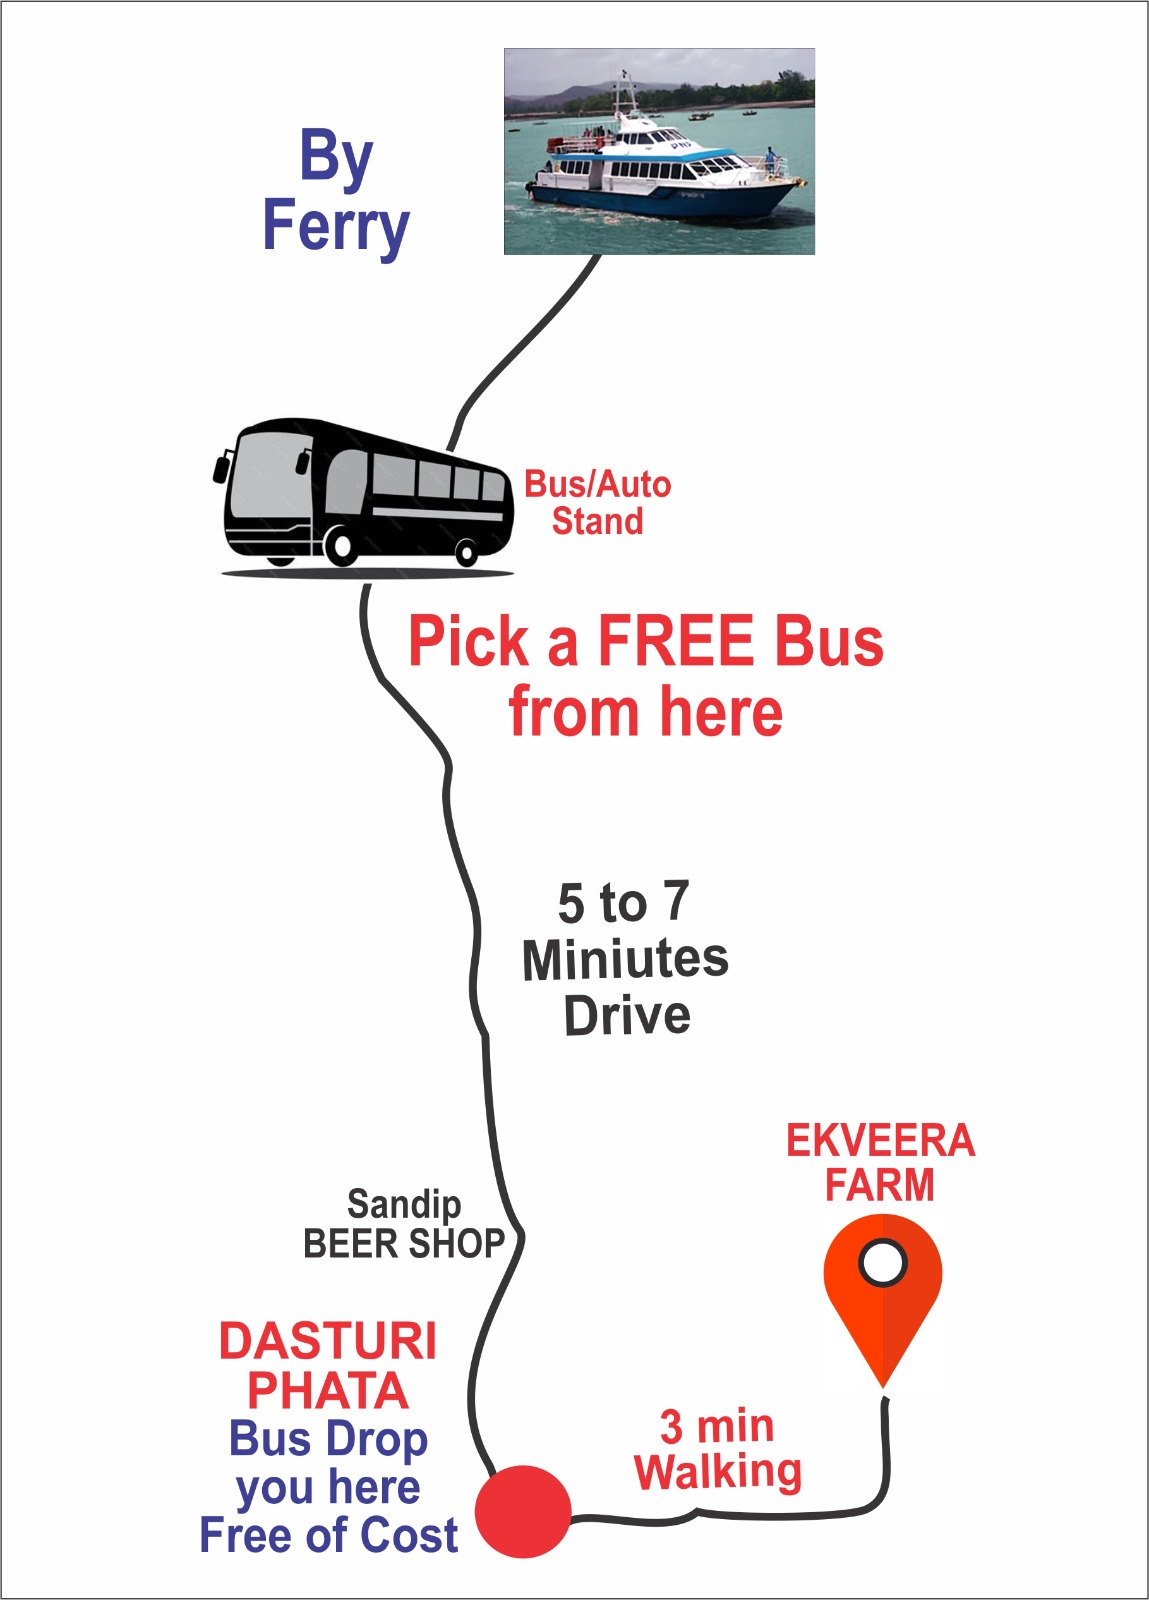 By
Ferry
PNP
Bus/Auto
Stand
Pick a FREE Bus
from here
5 to 7
Miniutes
Drive
Sandip
BEER SHOP
EKVEERA
FARM
DASTURI
PHATA
Bus Drop
you here
Free of Cost
3 min
Walking